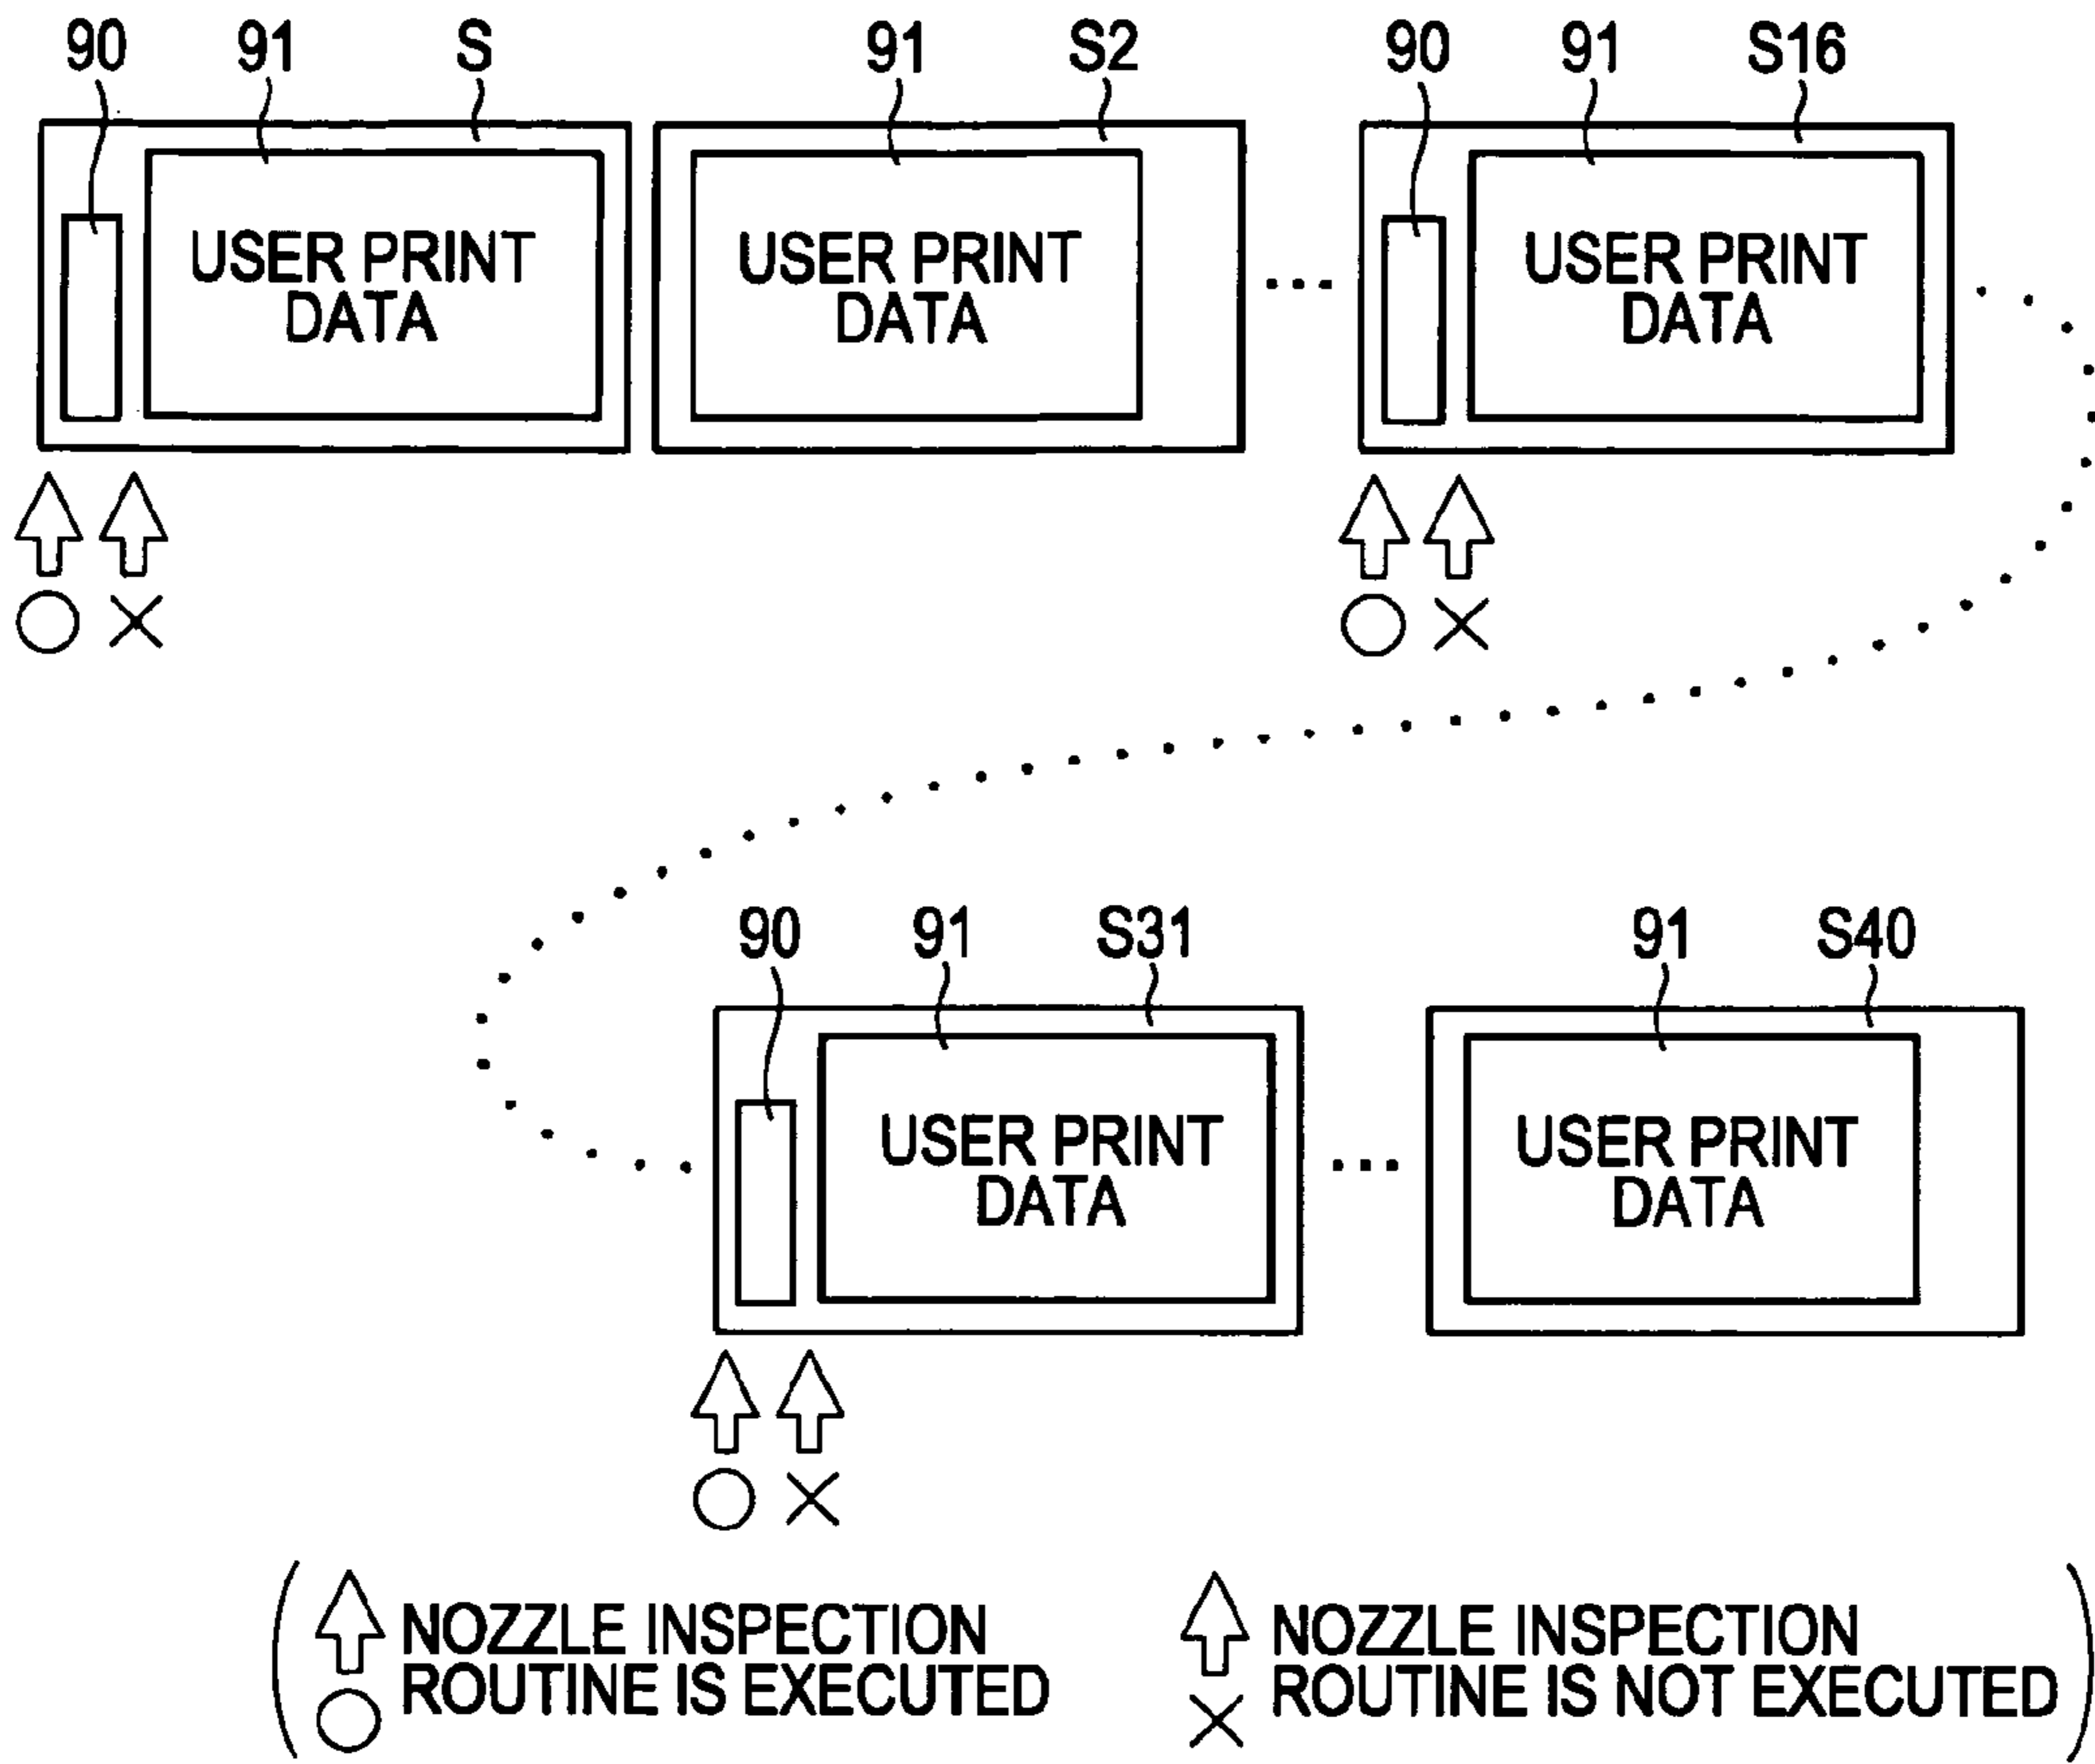 90 91 S 91 S2 90 91 S16
USER PRINT
DATA
USER PRINT
DATA
...
USER PRINT
DATA
90 91 S31 91 S40
USER PRINT
DATA
...
USER PRINT
DATA
NOZZLE INSPECTION
ROUTINE IS EXECUTED
NOZZLE INSPECTION
ROUTINE IS NOT EXECUTED